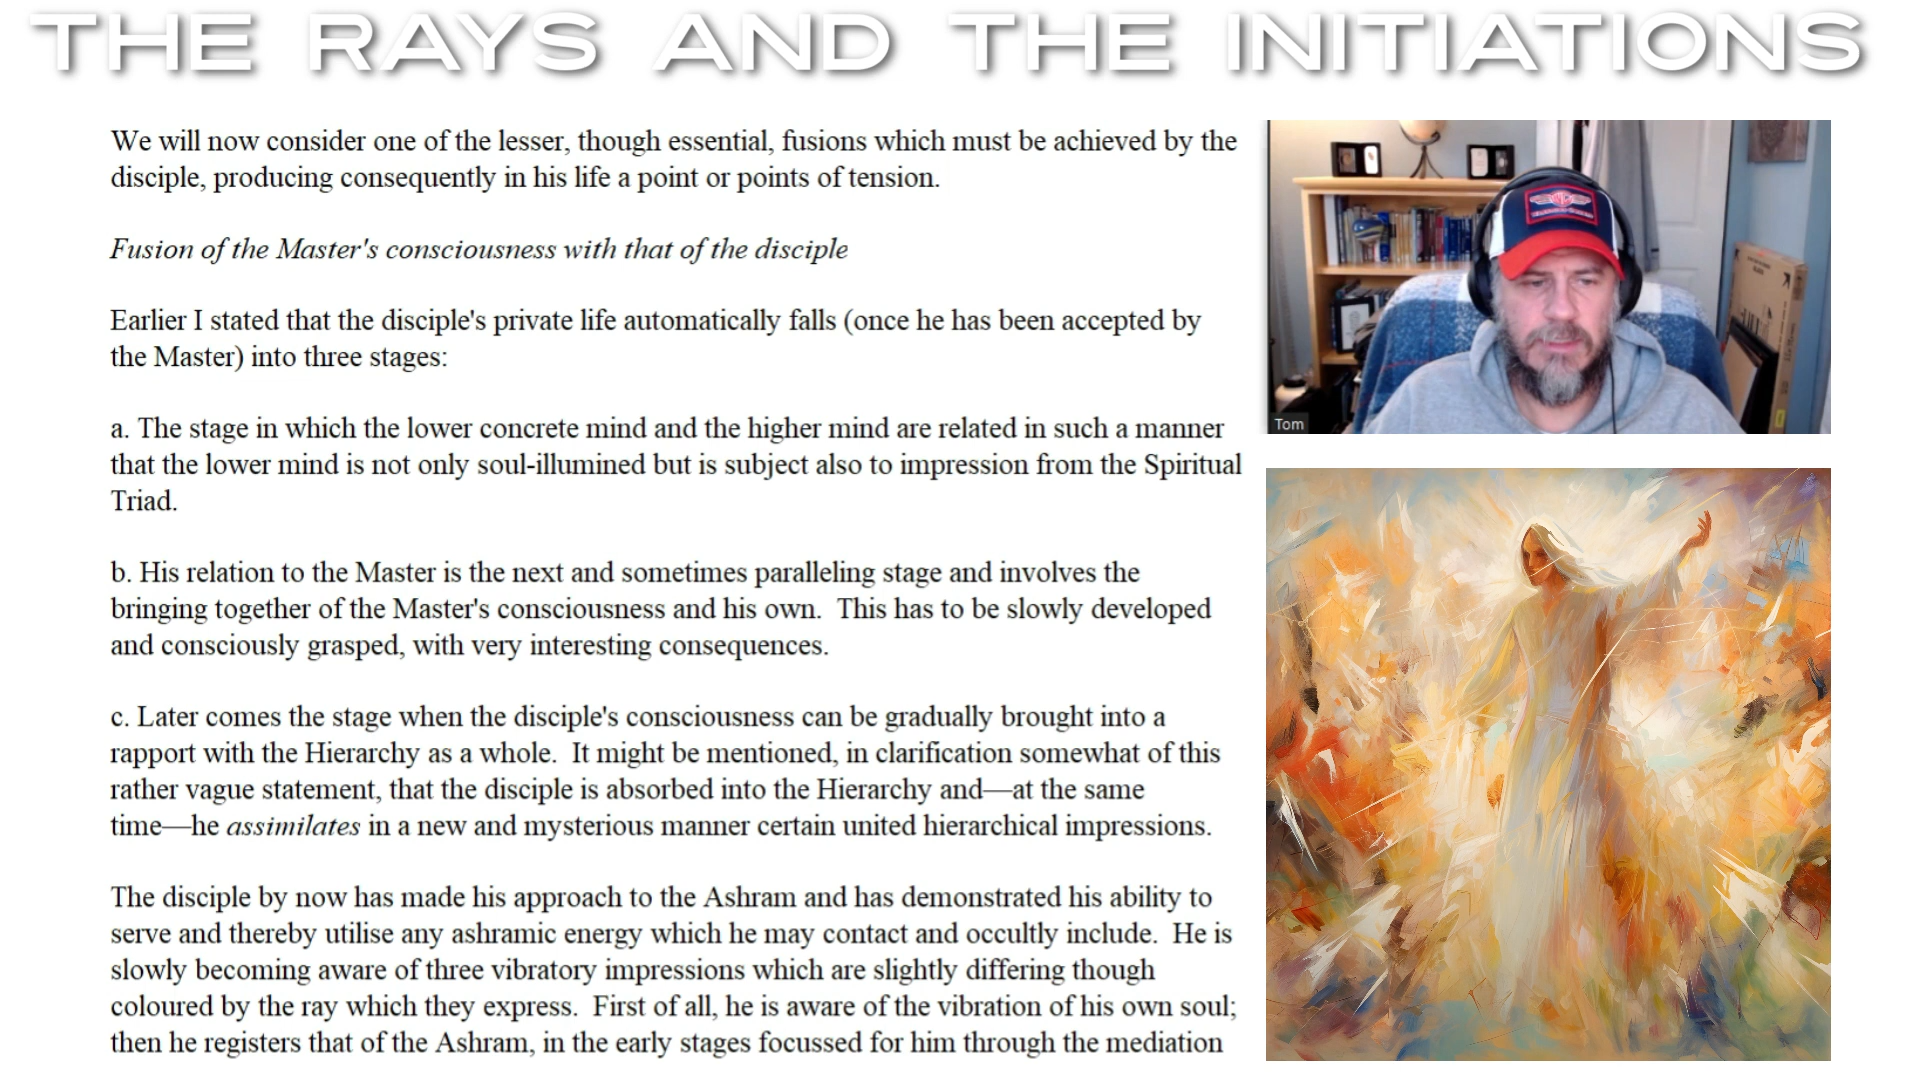 THE RAYS AND THE INITIATIONS
We will now consider one of the lesser, though essential, fusions which must be achieved by the
disciple, producing consequently in his life a point or points of tension.
Fusion of the Master's consciousness with that of the disciple
Earlier I stated that the disciple's private life automatically falls (once he has been accepted by
the Master) into three stages:
a. The stage in which the lower concrete mind and the higher mind are related in such a manner
that the lower mind is not only soul-illumined but is subject also to impression from the Spiritual
Triad.
b. His relation to the Master is the next and sometimes paralleling stage and involves the
bringing together of the Master's consciousness and his own.  This has to be slowly developed
and consciously grasped, with very interesting consequences.
c. Later comes the stage when the disciple's consciousness can be gradually brought into a
rapport with the Hierarchy as a whole.  It might be mentioned, in clarification somewhat of this
rather vague statement, that the disciple is absorbed into the Hierarchy and—at the same
time—he assimilates in a new and mysterious manner certain united hierarchical impressions.
The disciple by now has made his approach to the Ashram and has demonstrated his ability to
serve and thereby utilise any ashramic energy which he may contact and occultly include.  He is
slowly becoming aware of three vibratory impressions which are slightly differing though
coloured by the ray which they express.  First of all, he is aware of the vibration of his own soul;
then he registers that of the Ashram, in the early stages focussed for him through the mediation
Tom